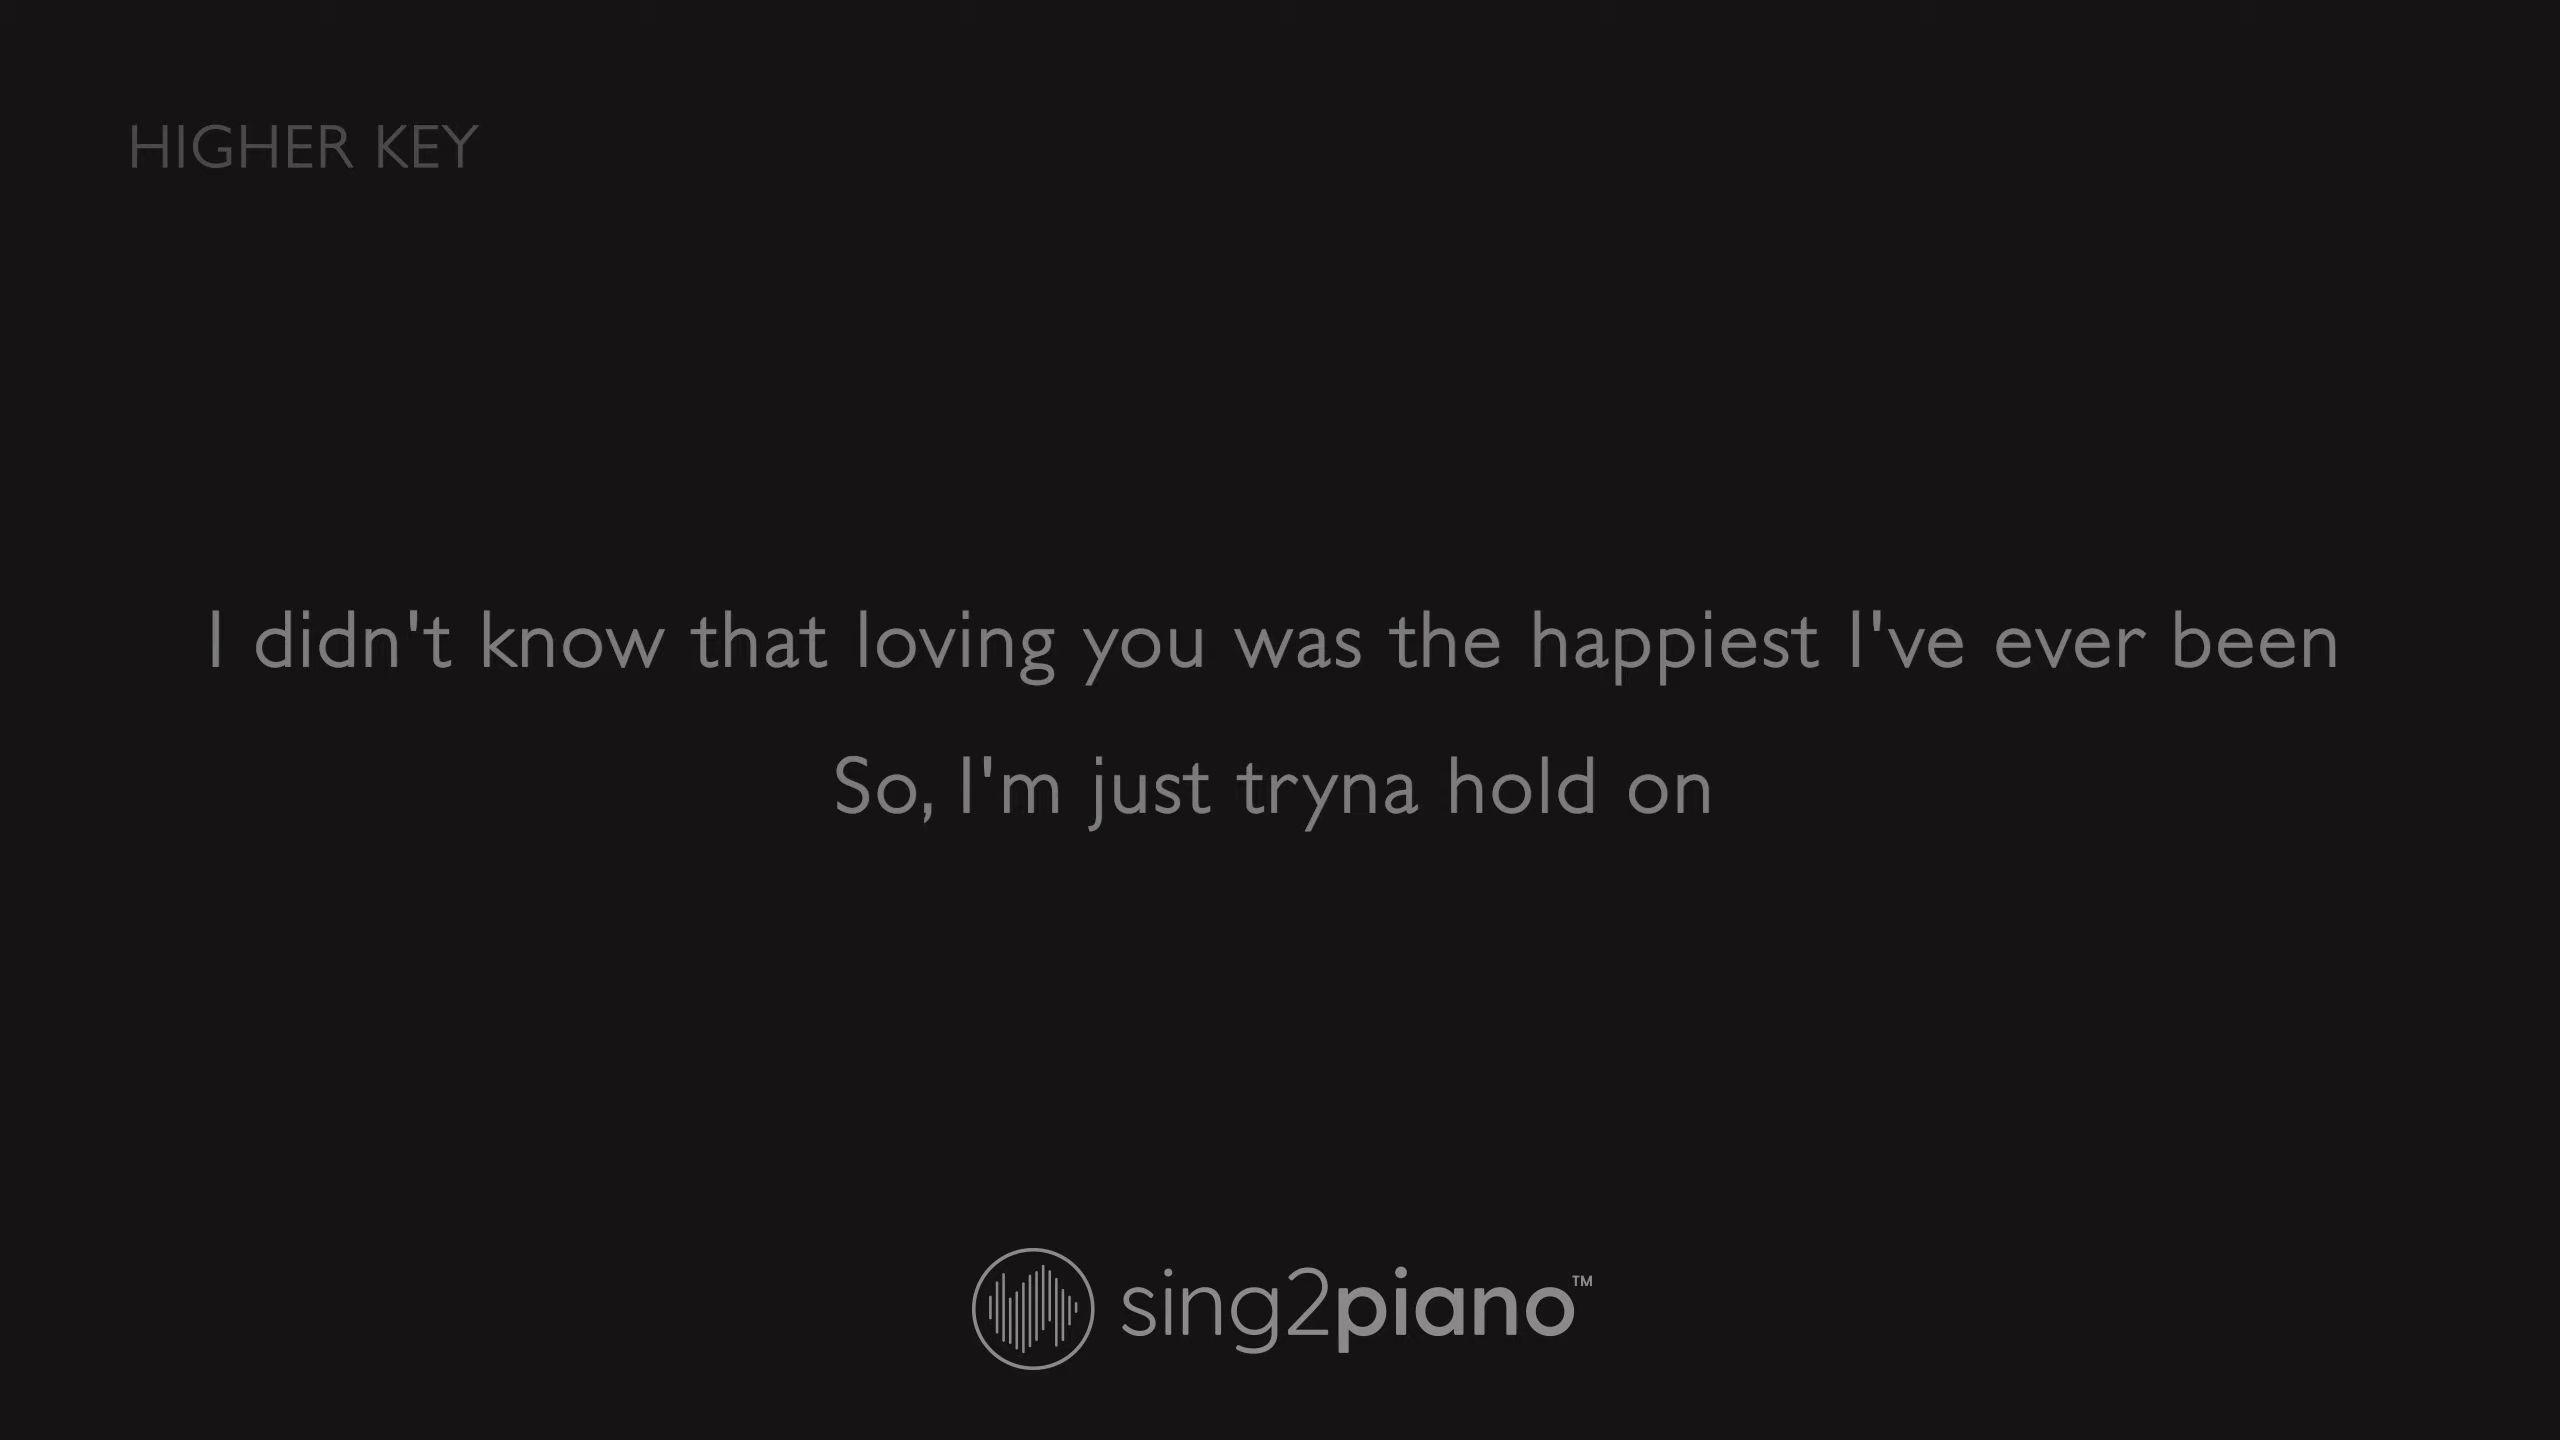 HIGHER KEY
I didn't know that loving you was the happiest I've ever been
So, I'm just tryna hold on
sing2piano™